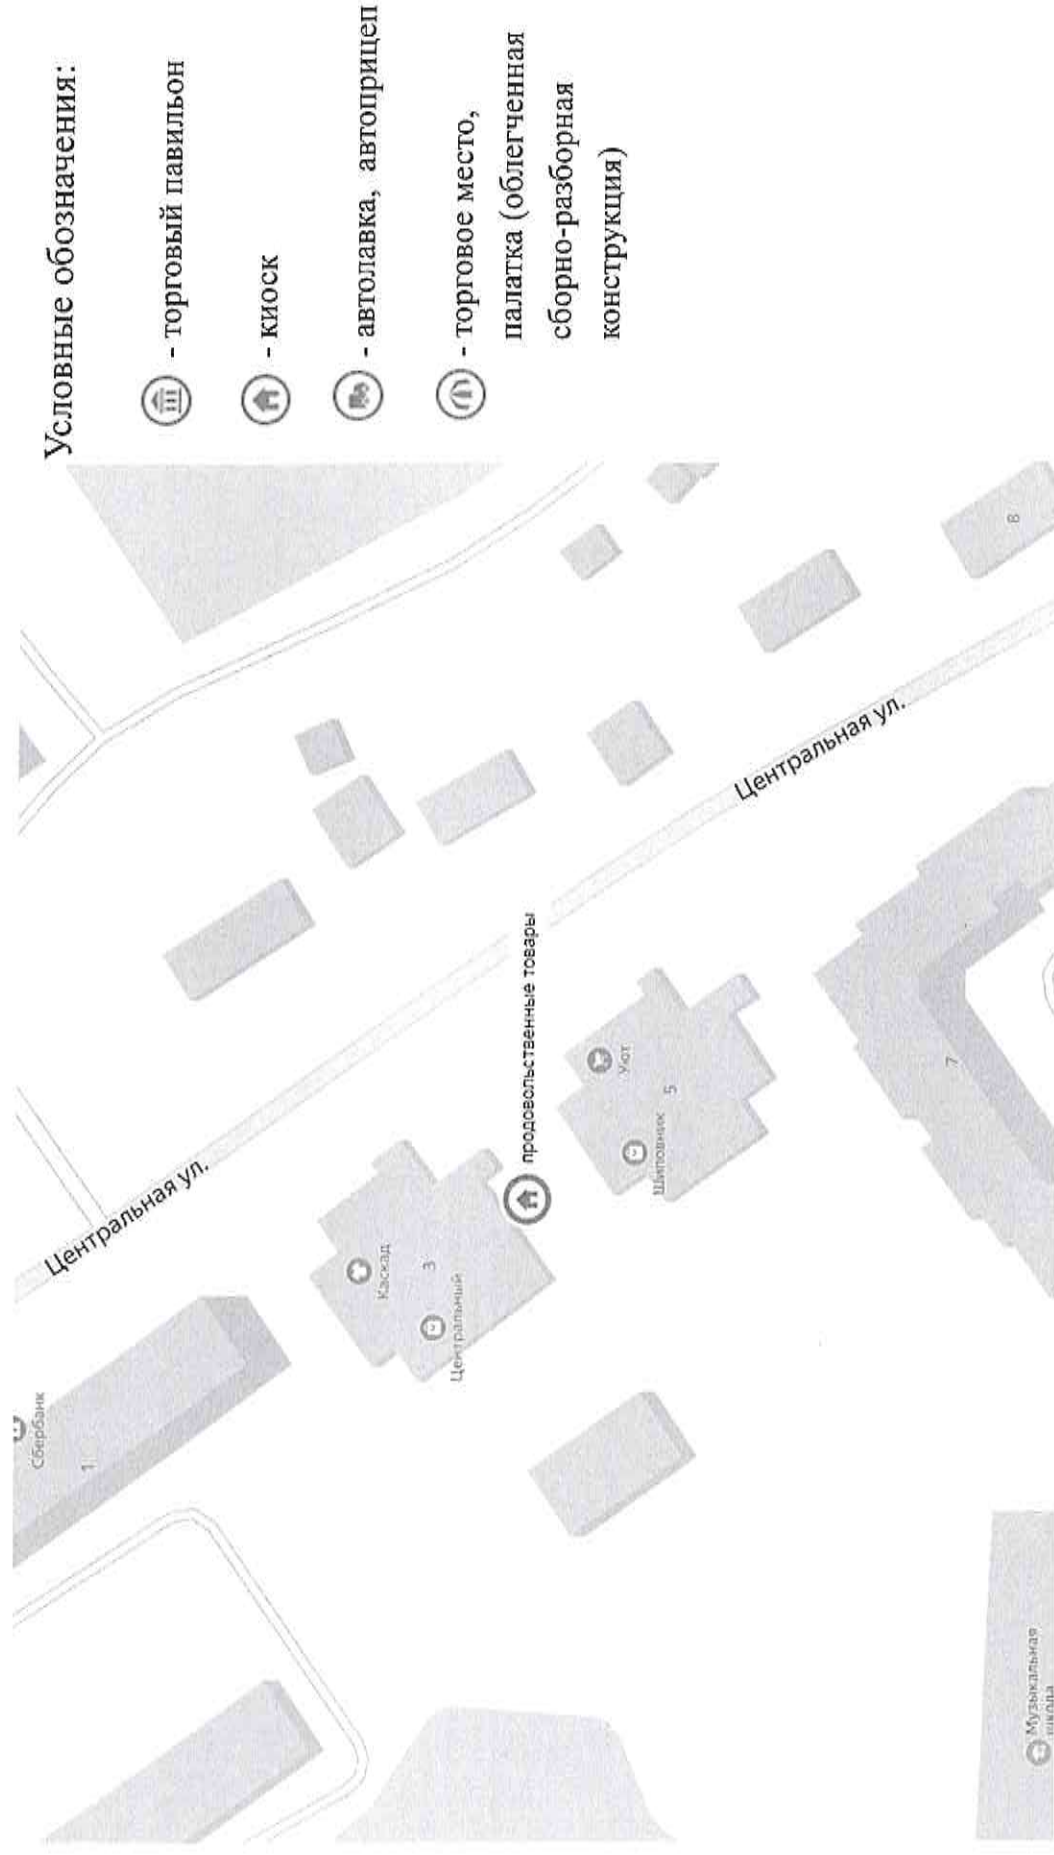 Условные обозначения:
- торговый павильон
- киоск
- автолавка, автоприцеп
- торговое место,
палатка (облегченная
сборно-разборная
конструкция)
Сбербанк
1
Центральная ул.
Каскад
3
Центральный
продовольственные товары
Уют
5
Шиповник
Центральная ул.
7
8
Музыкальная
школа